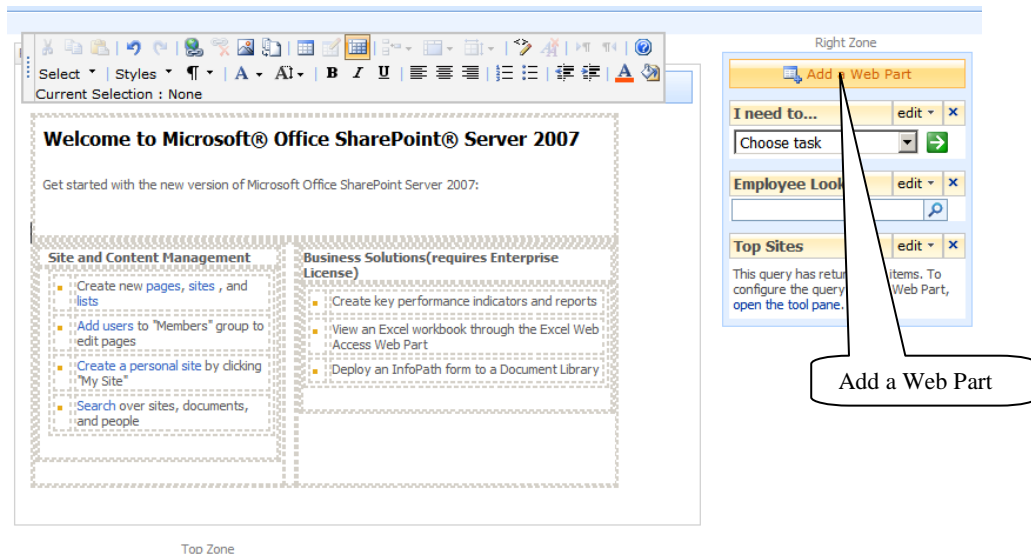 Select
Styles
A
A
B I U
A
Current Selection : None
Welcome to Microsoft® Office SharePoint® Server 2007
Get started with the new version of Microsoft Office SharePoint Server 2007:
Site and Content Management
Create new pages, sites , and
lists
Add users to "Members" group to
edit pages
Create a personal site by clicking
"My Site"
Search over sites, documents,
and people
Business Solutions(requires Enterprise
License)
Create key performance indicators and reports
View an Excel workbook through the Excel Web
Access Web Part
Deploy an InfoPath form to a Document Library
Top Zone
Right Zone
Add a Web Part
I need to...
edit
Choose task
Employee Look
edit
Top Sites
edit
This query has retu items. To
configure the query Web Part,
open the tool pane.
Add a Web Part